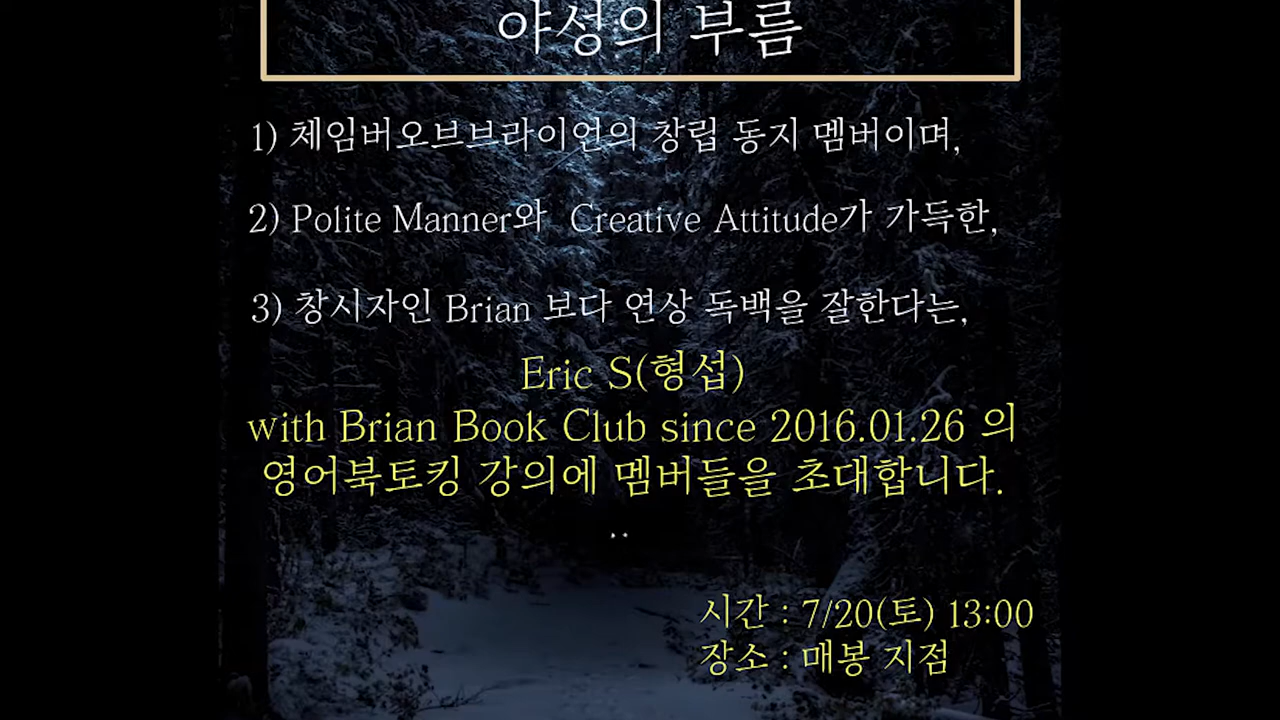 야성의 부름
1) 체임버오브브라이언의 창립 동지 멤버이며,
2) Polite Manner와 Creative Attitude가 가득한,
3) 창시자인 Brian 보다 연상 독백을 잘한다는,
Eric S(형섭)
with Brian Book Club since 2016.01.26 의
영어북토킹 강의에 멤버들을 초대합니다.
시간 : 7/20(토) 13:00
장소 : 매봉 지점